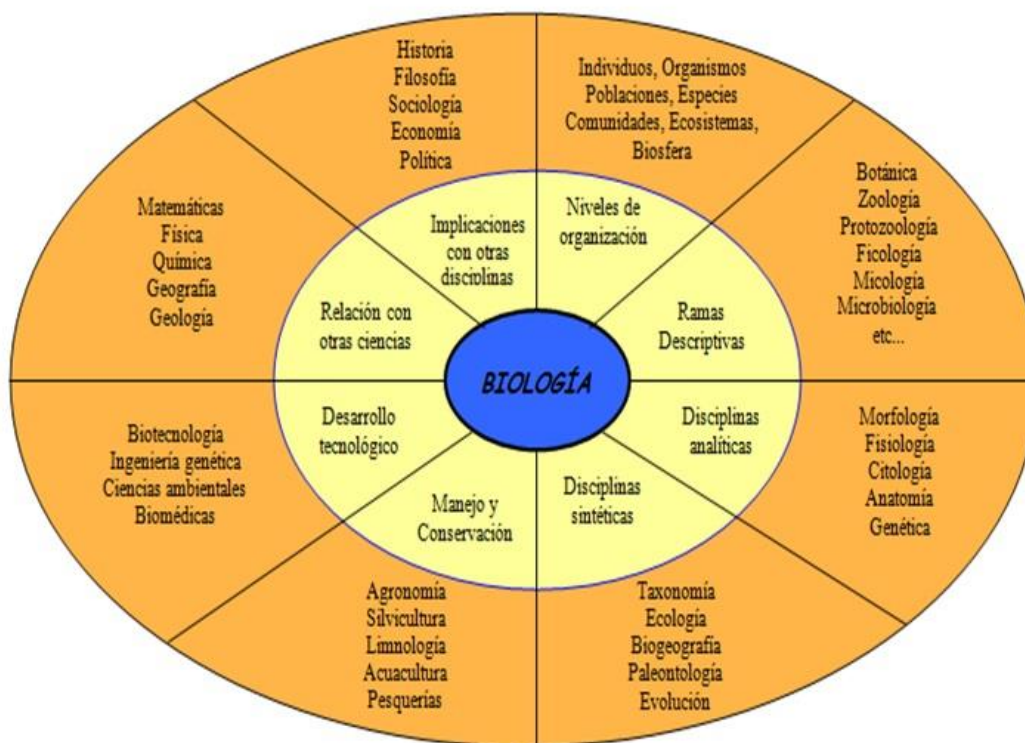 Historia
Filosofía
Sociología
Economía
Política
Individuos, Organismos
Poblaciones, Especies
Comunidades, Ecosistemas,
Biosfera
Botánica
Zoología
Protozoología
Ficología
Micología
Microbiología
etc...
Matemáticas
Física
Química
Geografía
Geología
Implicaciones
con otras
disciplinas
Niveles de
organización
Relación con
otras ciencias
Ramas
Descriptivas
BIOLOGÍA
Desarrollo
tecnológico
Disciplinas
analíticas
Manejo y
Conservación
Disciplinas
sintéticas
Biotecnología
Ingeniería genética
Ciencias ambientales
Biomédicas
Morfología
Fisiología
Citología
Anatomía
Genética
Agronomía
Silvicultura
Limnología
Acuacultura
Pesquerías
Taxonomía
Ecología
Biogeografía
Paleontología
Evolución